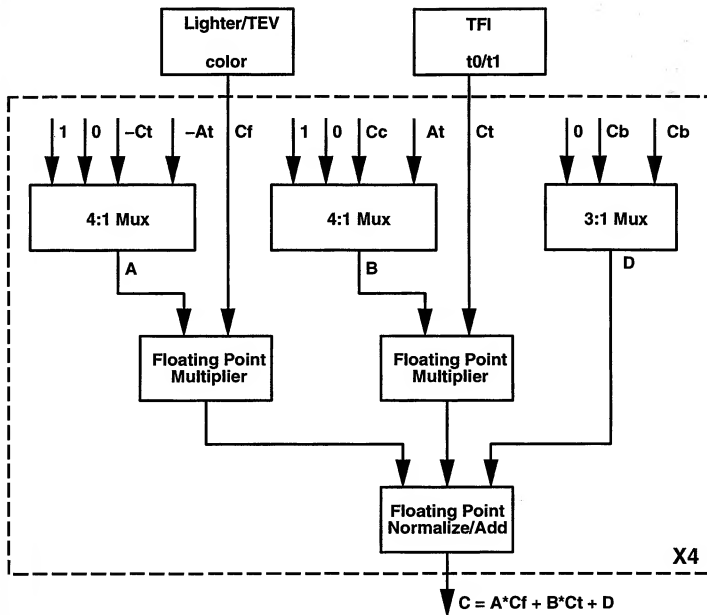 Lighter/TEV
color
TFI
t0/t1
1 0 –Ct –At Cf 1 0 Cc At Ct 0 Cb Cb
4:1 Mux 4:1 Mux 3:1 Mux
A B D
Floating Point
Multiplier
Floating Point
Multiplier
Floating Point
Normalize/Add
X4
C = A*Cf + B*Ct + D